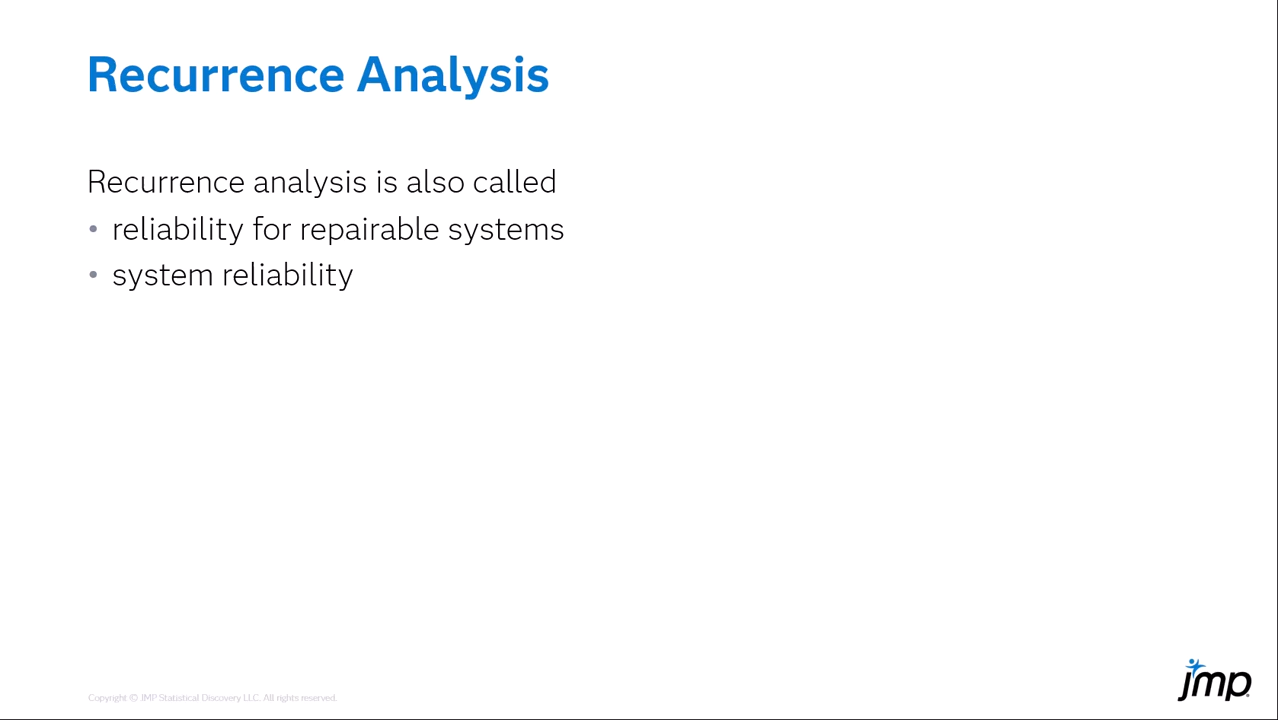 Recurrence Analysis
Recurrence analysis is also called
• reliability for repairable systems
• system reliability
Copyright © JMP Statistical Discovery LLC. All rights reserved.
jmp